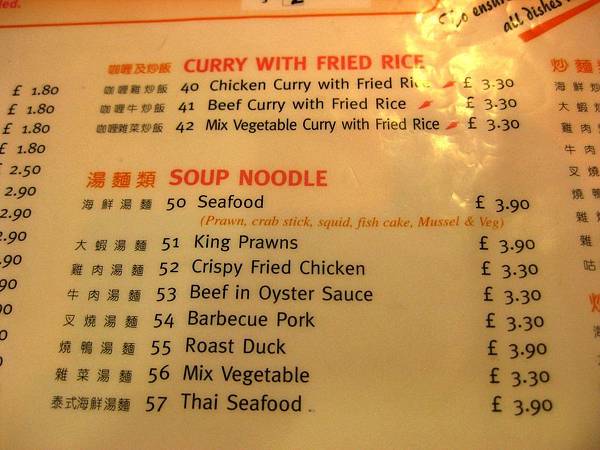 led.
all dishes
咖喱及炒飯 CURRY WITH FRIED RICE
咖喱雞炒飯 40 Chicken Curry with Fried Rice £ 3.30
咖喱牛炒飯 41 Beef Curry with Fried Rice £ 3.30
咖喱雜菜炒飯 42 Mix Vegetable Curry with Fried Rice £ 3.30
湯麵類 SOUP NOODLE
海鮮湯麵 50 Seafood £ 3.90
(Prawn, crab stick, squid, fish cake, Mussel & Veg)
大蝦湯麵 51 King Prawns £ 3.90
雞肉湯麵 52 Crispy Fried Chicken £ 3.30
牛肉湯麵 53 Beef in Oyster Sauce £ 3.30
叉燒湯麵 54 Barbecue Pork £ 3.30
燒鴨湯麵 55 Roast Duck £ 3.90
雜菜湯麵 56 Mix Vegetable £ 3.30
泰式海鮮湯麵 57 Thai Seafood £ 3.90
£ 1.80
£ 1.80
£ 1.80
£ 1.80
£ 2.50
2.90
2.90
2.90
.90
.90
炒麵
海鮮炒
大蝦
雞肉
牛肉
叉燒
燒鴨
雜